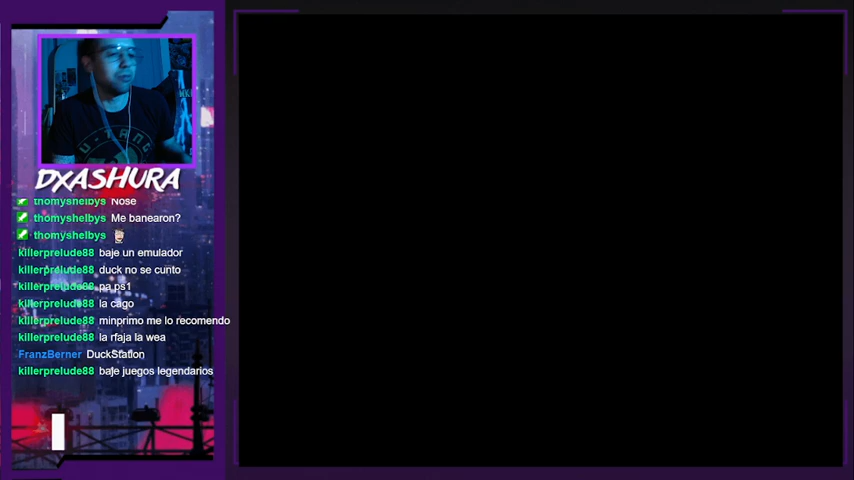 U-TANG
DXASHURA
thomyshelbys Nose
thomyshelbys Me banearon?
thomyshelbys
killerprelude88 baje un emulador
killerprelude88 duck no se cunto
killerprelude88 pa ps1
killerprelude88 la cago
killerprelude88 minprimo me lo recomendo
killerprelude88 la rfaja la wea
FranzBerner DuckStation
killerprelude88 baje juegos legendarios